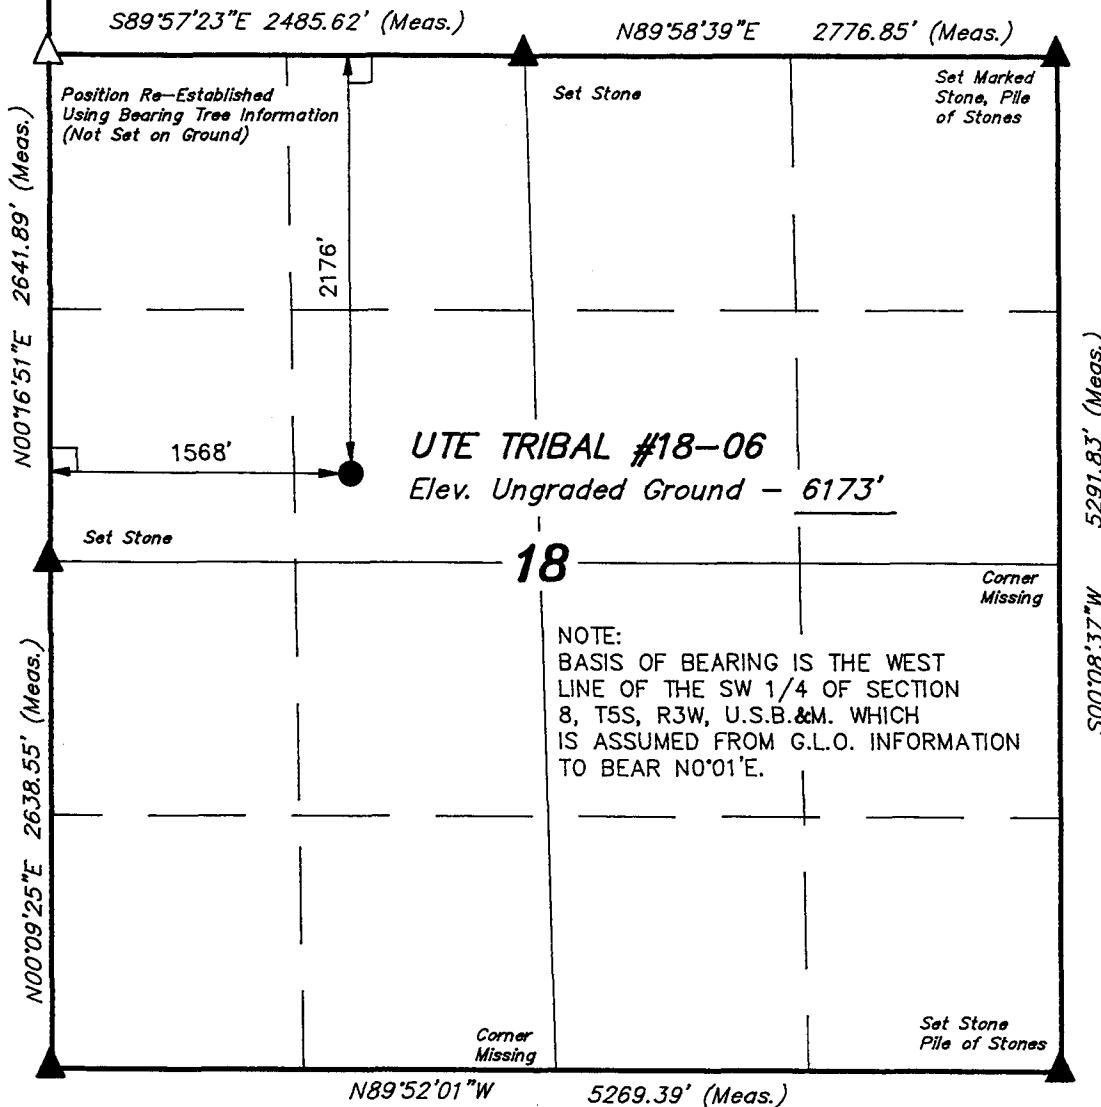 S89°57'23"E 2485.62' (Meas.)
N89°58'39"E 2776.85' (Meas.)
Position Re-Established
Using Bearing Tree Information
(Not Set on Ground)
Set Stone
Set Marked
Stone, Pile
of Stones
N00°16'51"E 2641.89' (Meas.)
2176'
1568'
UTE TRIBAL #18-06
Elev. Ungraded Ground - 6173'
S00°08'37"W 5291.83' (Meas.)
Set Stone
18
Corner
Missing
NOTE:
BASIS OF BEARING IS THE WEST
LINE OF THE SW 1/4 OF SECTION
8, T5S, R3W, U.S.B.&M. WHICH
IS ASSUMED FROM G.L.O. INFORMATION
TO BEAR N0°01'E.
N00°09'25"E 2638.55' (Meas.)
Corner
Missing
Set Stone
Pile of Stones
N89°52'01"W 5269.39' (Meas.)